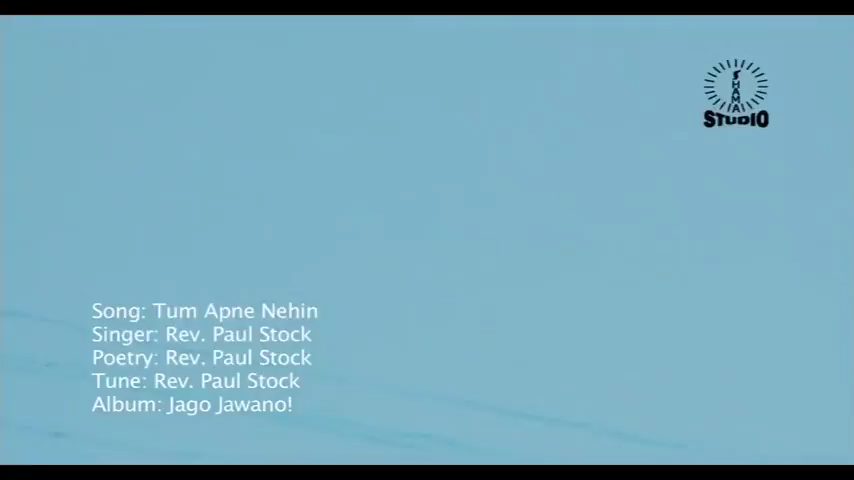 SHAMA
STUDIO
Song: Tum Apne Nehin
Singer: Rev. Paul Stock
Poetry: Rev. Paul Stock
Tune: Rev. Paul Stock
Album: Jago Jawano!